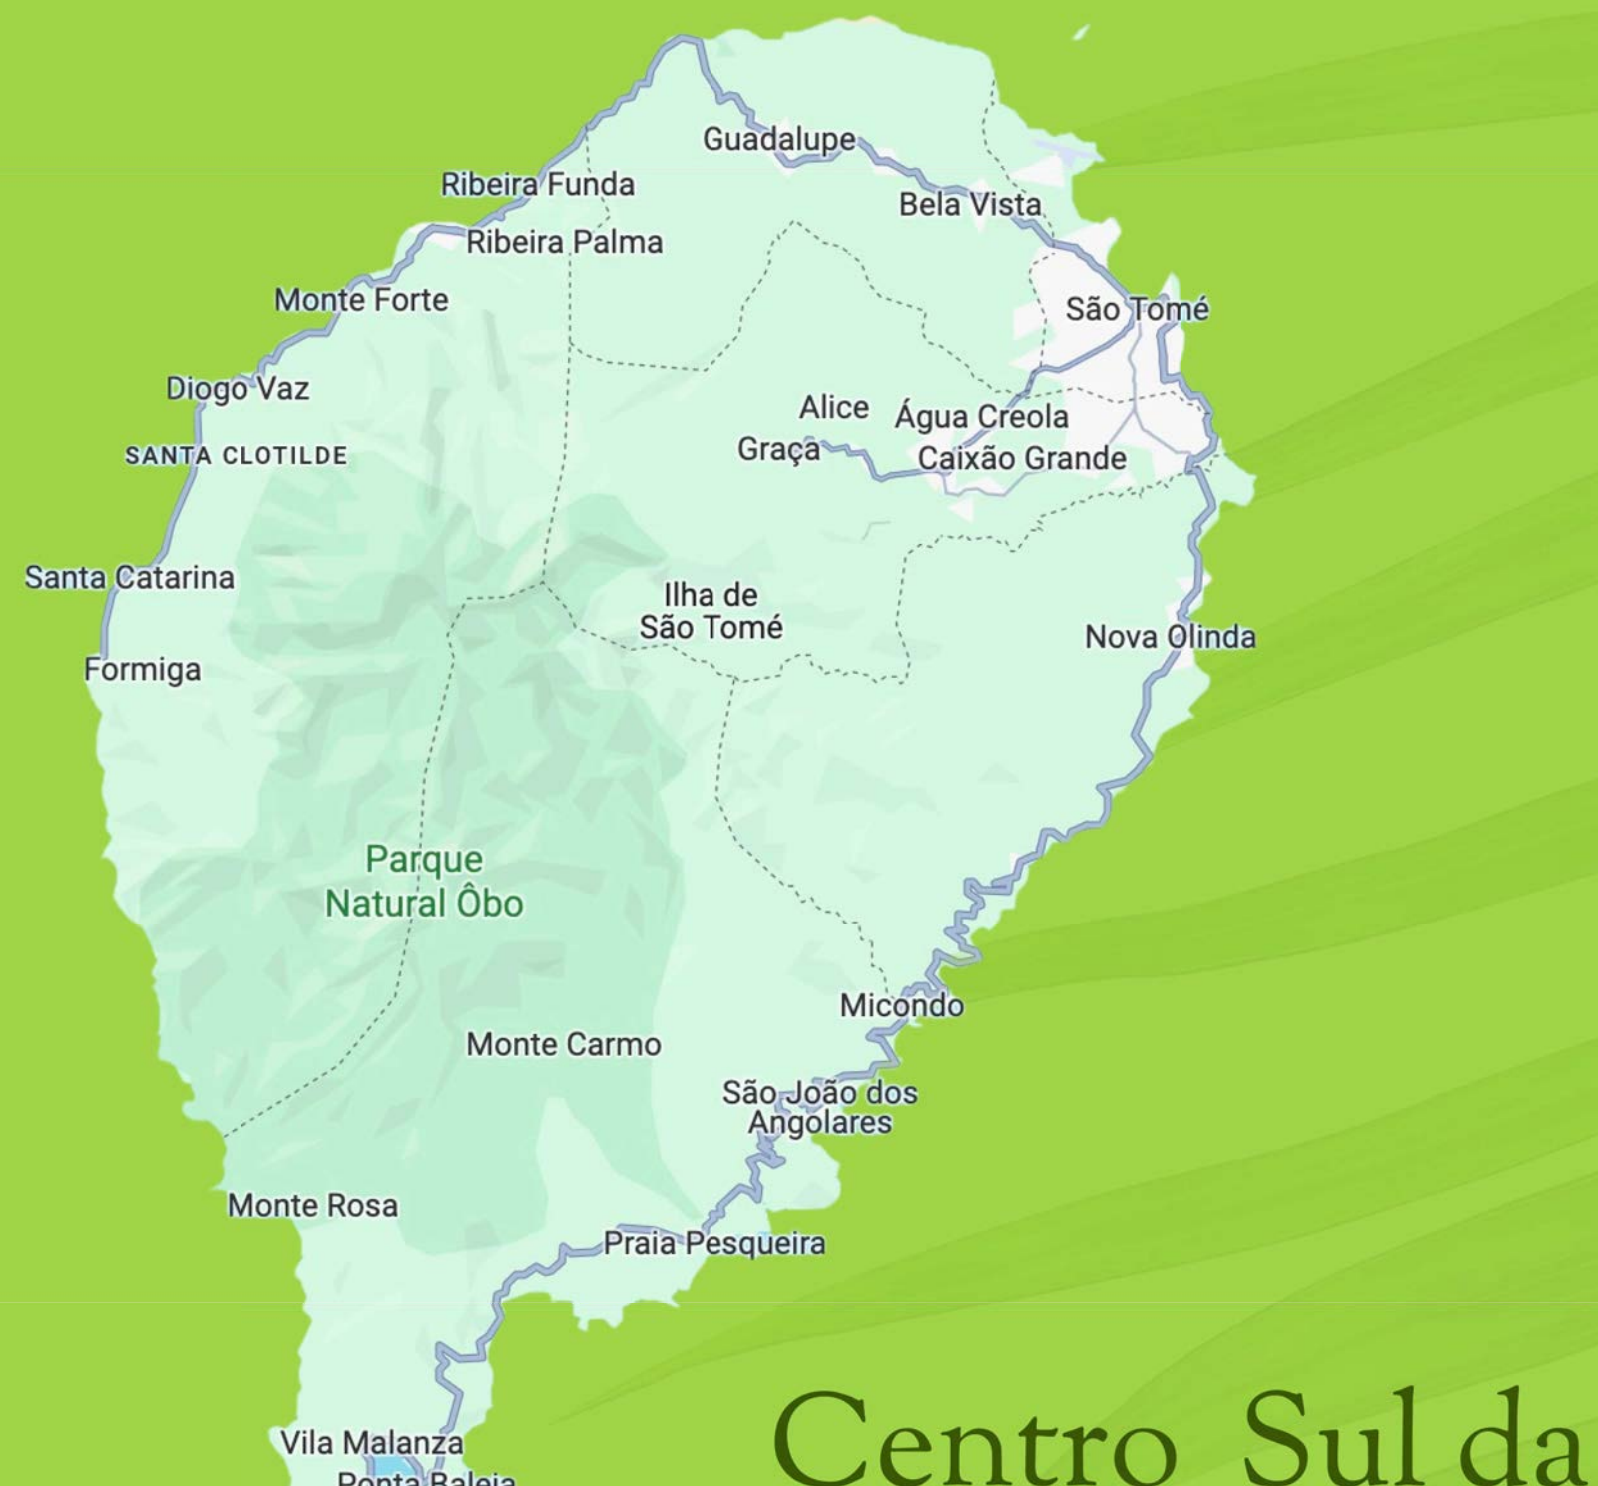 Guadalupe
Ribeira Funda
Bela Vista
Ribeira Palma
Monte Forte
São Tomé
Diogo Vaz
Alice
Água Creola
SANTA CLOTILDE
Graça
Caixão Grande
Santa Catarina
Ilha de
São Tomé
Nova Olinda
Formiga
Parque
Natural Ôbo
Micondo
Monte Carmo
São João dos
Angolares
Monte Rosa
Praia Pesqueira
Vila Malanza
Ponta Baleia
Centro Sul da